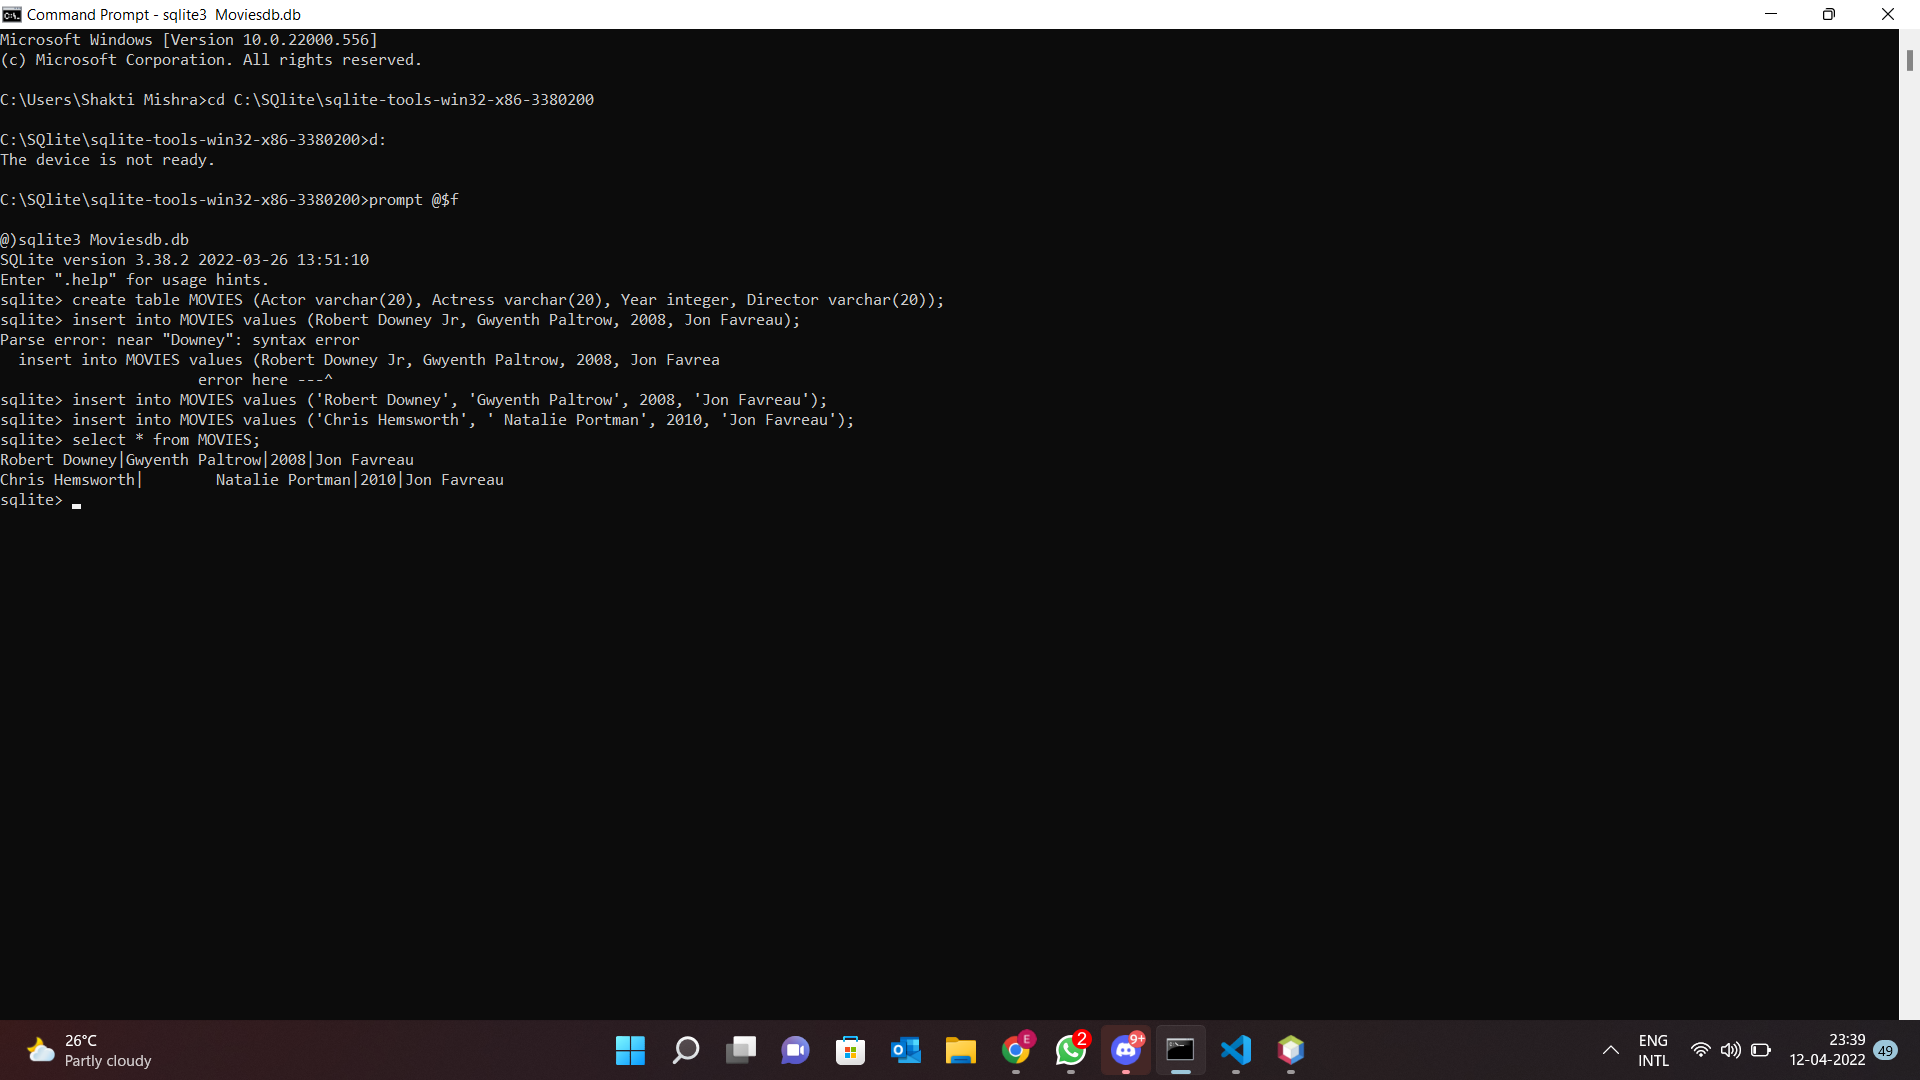 Command Prompt - sqlite3  Moviesdb.db
Microsoft Windows [Version 10.0.22000.556]
(c) Microsoft Corporation. All rights reserved.
C:\Users\Shakti Mishra>cd C:\SQlite\sqlite-tools-win32-x86-3380200
C:\SQlite\sqlite-tools-win32-x86-3380200>d:
The device is not ready.
C:\SQlite\sqlite-tools-win32-x86-3380200>prompt @$f
@)sqlite3 Moviesdb.db
SQLite version 3.38.2 2022-03-26 13:51:10
Enter ".help" for usage hints.
sqlite> create table MOVIES (Actor varchar(20), Actress varchar(20), Year integer, Director varchar(20));
sqlite> insert into MOVIES values (Robert Downey Jr, Gwyenth Paltrow, 2008, Jon Favreau);
Parse error: near "Downey": syntax error
  insert into MOVIES values (Robert Downey Jr, Gwyenth Paltrow, 2008, Jon Favrea
                      error here ---^
sqlite> insert into MOVIES values ('Robert Downey', 'Gwyenth Paltrow', 2008, 'Jon Favreau');
sqlite> insert into MOVIES values ('Chris Hemsworth', ' Natalie Portman', 2010, 'Jon Favreau');
sqlite> select * from MOVIES;
Robert Downey|Gwyenth Paltrow|2008|Jon Favreau
Chris Hemsworth|        Natalie Portman|2010|Jon Favreau
sqlite>
26°C
Partly cloudy
E
2
9+
ENG
INTL
23:39
12-04-2022
49